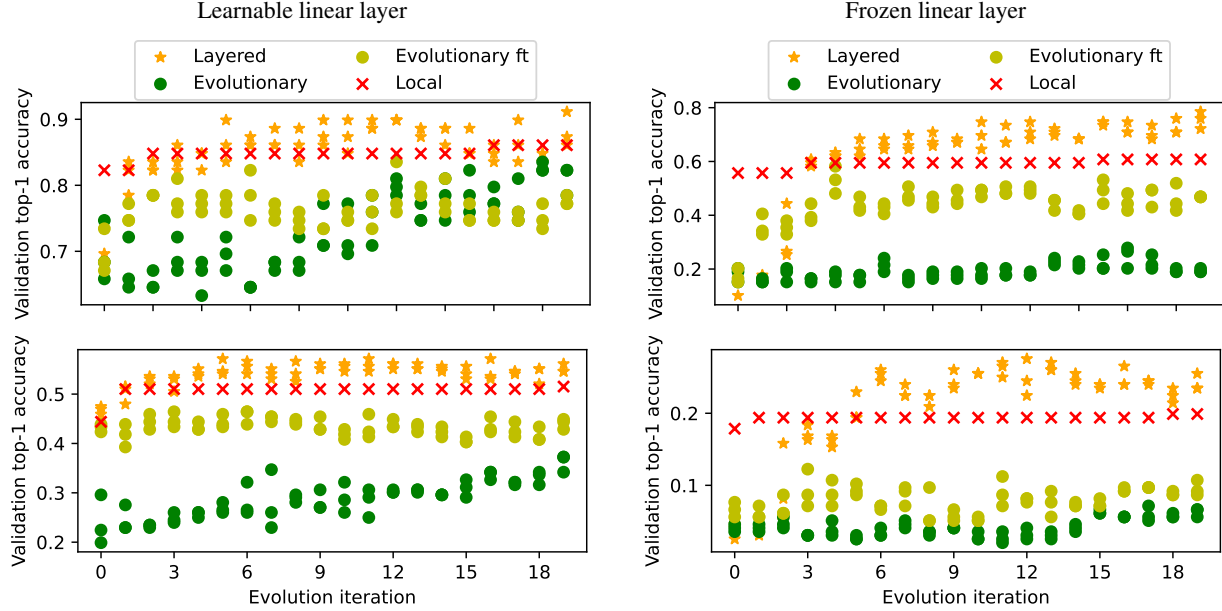 Learnable linear layer
Frozen linear layer
Layered
Evolutionary
Evolutionary ft
Local
Layered
Evolutionary
Evolutionary ft
Local
Validation top-1 accuracy
0.9
0.8
0.7
Validation top-1 accuracy
0.8
0.6
0.4
0.2
Validation top-1 accuracy
0.5
0.4
0.3
0.2
0 3 6 9 12 15 18
Evolution iteration
Validation top-1 accuracy
0.2
0.1
0 3 6 9 12 15 18
Evolution iteration